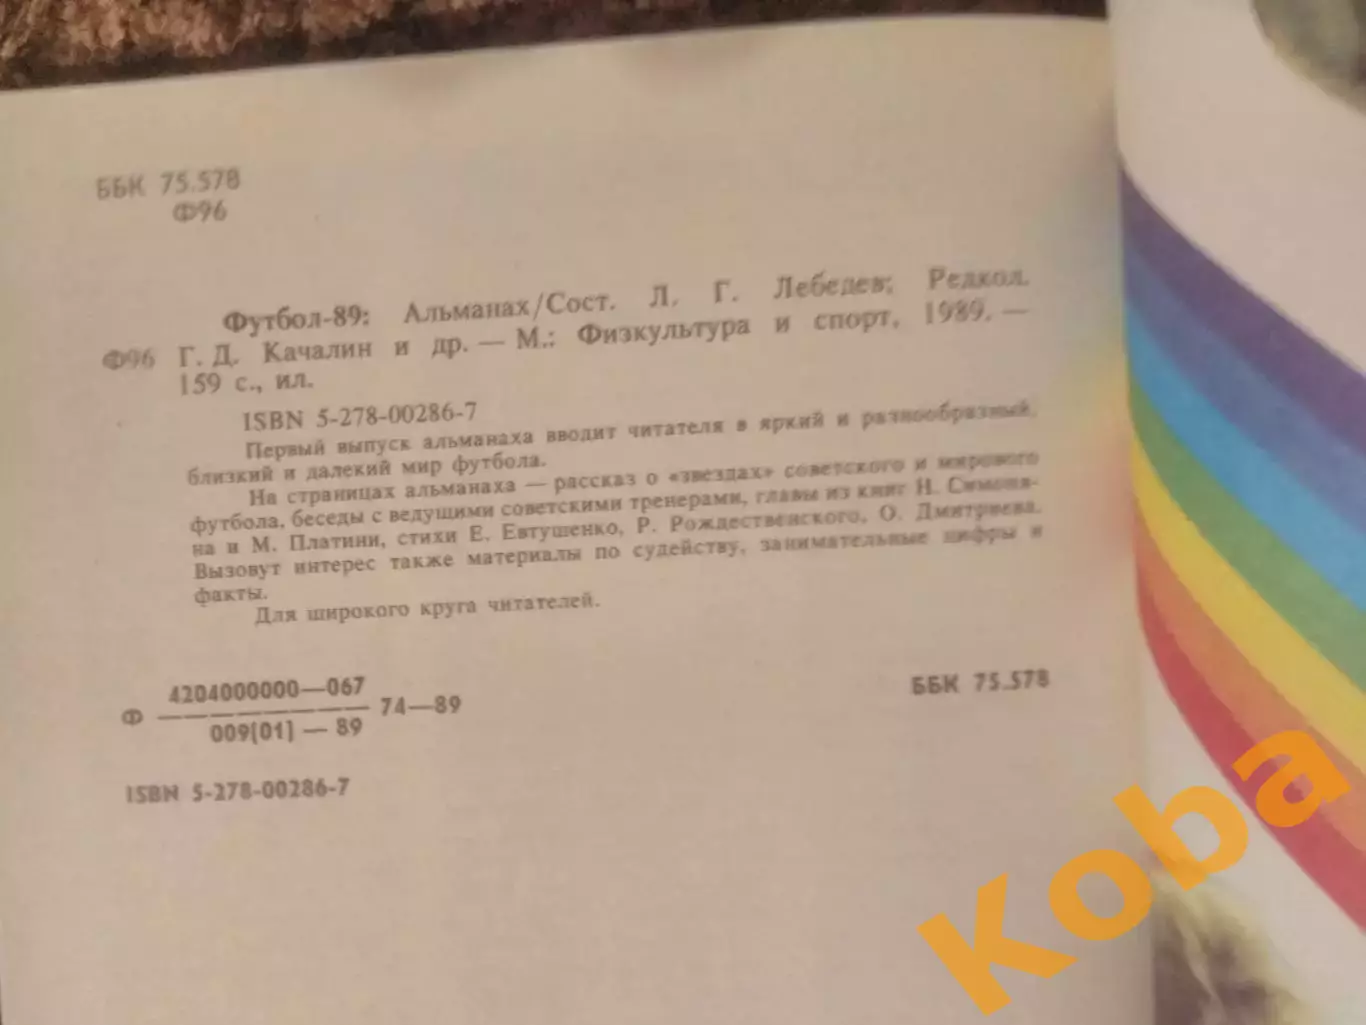 ББК 75.578
Ф96
Футбол-89: Альманах/Сост. Л. Г. Лебедев; Редкол.
Ф96 Г. Д. Качалин и др. — М.: Физкультура и спорт, 1989. —
159 с., ил.
ISBN 5-278-00286-7
Первый выпуск альманаха вводит читателя в яркий и разнообразный,
близкий и далекий мир футбола.
На страницах альманаха — рассказ о «звездах» советского и мирового
футбола, беседы с ведущими советскими тренерами, главы из книг Н. Симоня-
на и М. Платини, стихи Е. Евтушенко, Р. Рождественского, О. Дмитриева.
Вызовут интерес также материалы по судейству, занимательные цифры и
факты.
Для широкого круга читателей.
4204000000—067
Ф 74—89
009[01] — 89
ББК 75.578
ISBN 5-278-00286-7
Коба